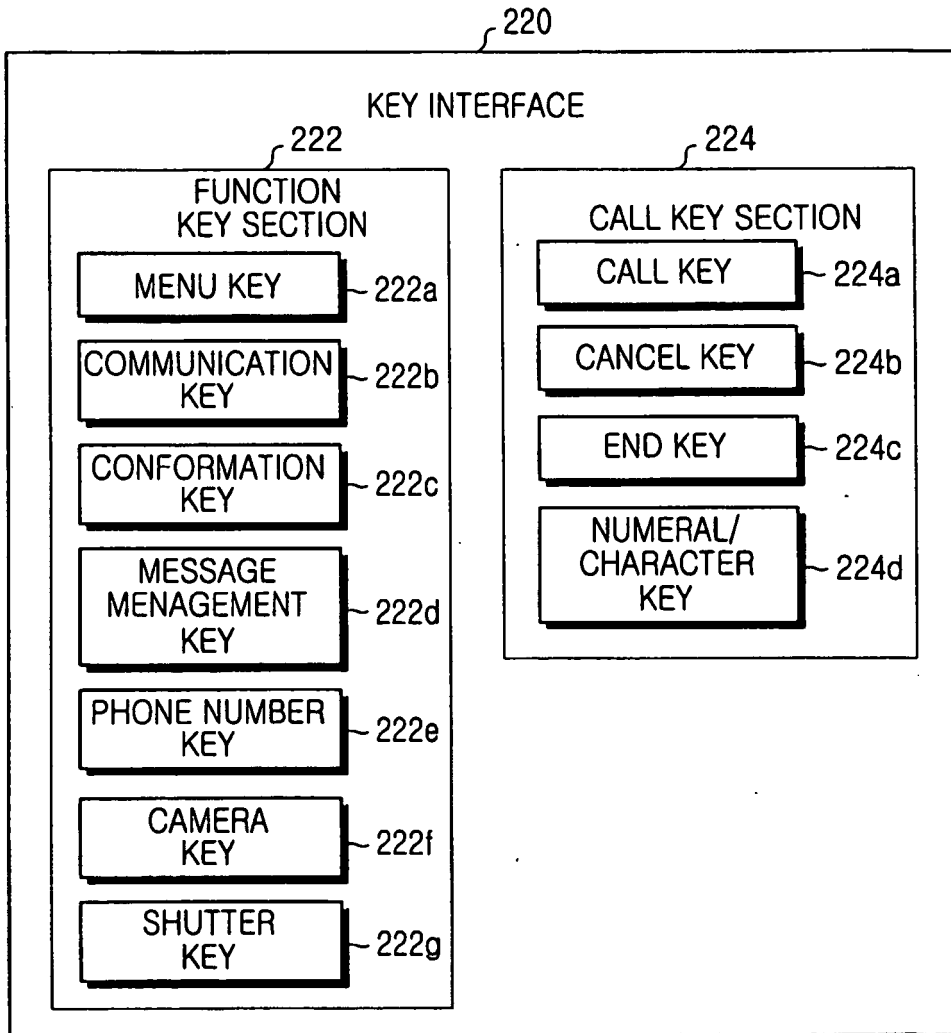 220
KEY INTERFACE
222
FUNCTION
KEY SECTION
MENU KEY
222a
COMMUNICATION
KEY
222b
CONFORMATION
KEY
222c
MESSAGE
MENAGEMENT
KEY
222d
PHONE NUMBER
KEY
222e
CAMERA
KEY
222f
SHUTTER
KEY
222g
224
CALL KEY SECTION
CALL KEY
224a
CANCEL KEY
224b
END KEY
224c
NUMERAL/
CHARACTER
KEY
224d